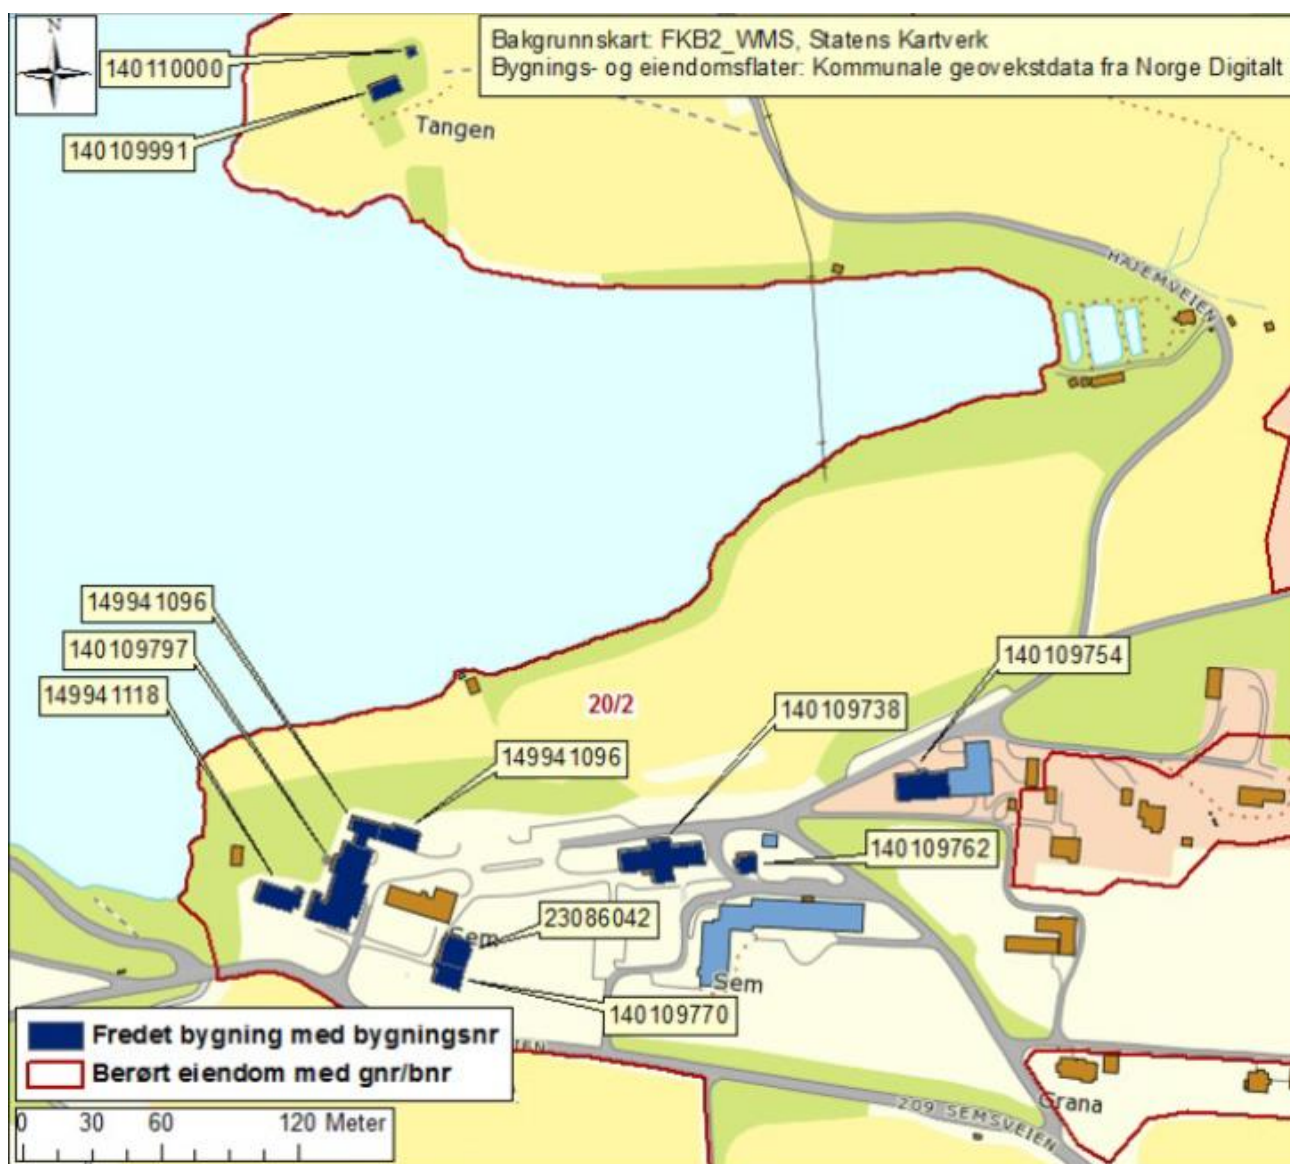 N
Bakgrunnskart: FKB2_WMS, Statens Kartverk
Bygnings- og eiendomsflater: Kommunale geovekstdata fra Norge Digitalt
140110000
140109991
Tangen
HAJEMVEIEN
149941096
140109797
149941118
140109754
20/2
140109738
149941096
140109762
23086042
Sem
Sem
140109770
Fredet bygning med bygningsnr
Berørt eiendom med gnr/bnr
EIEN
209 SEMSVEIEN
Grana
0 30 60 120 Meter